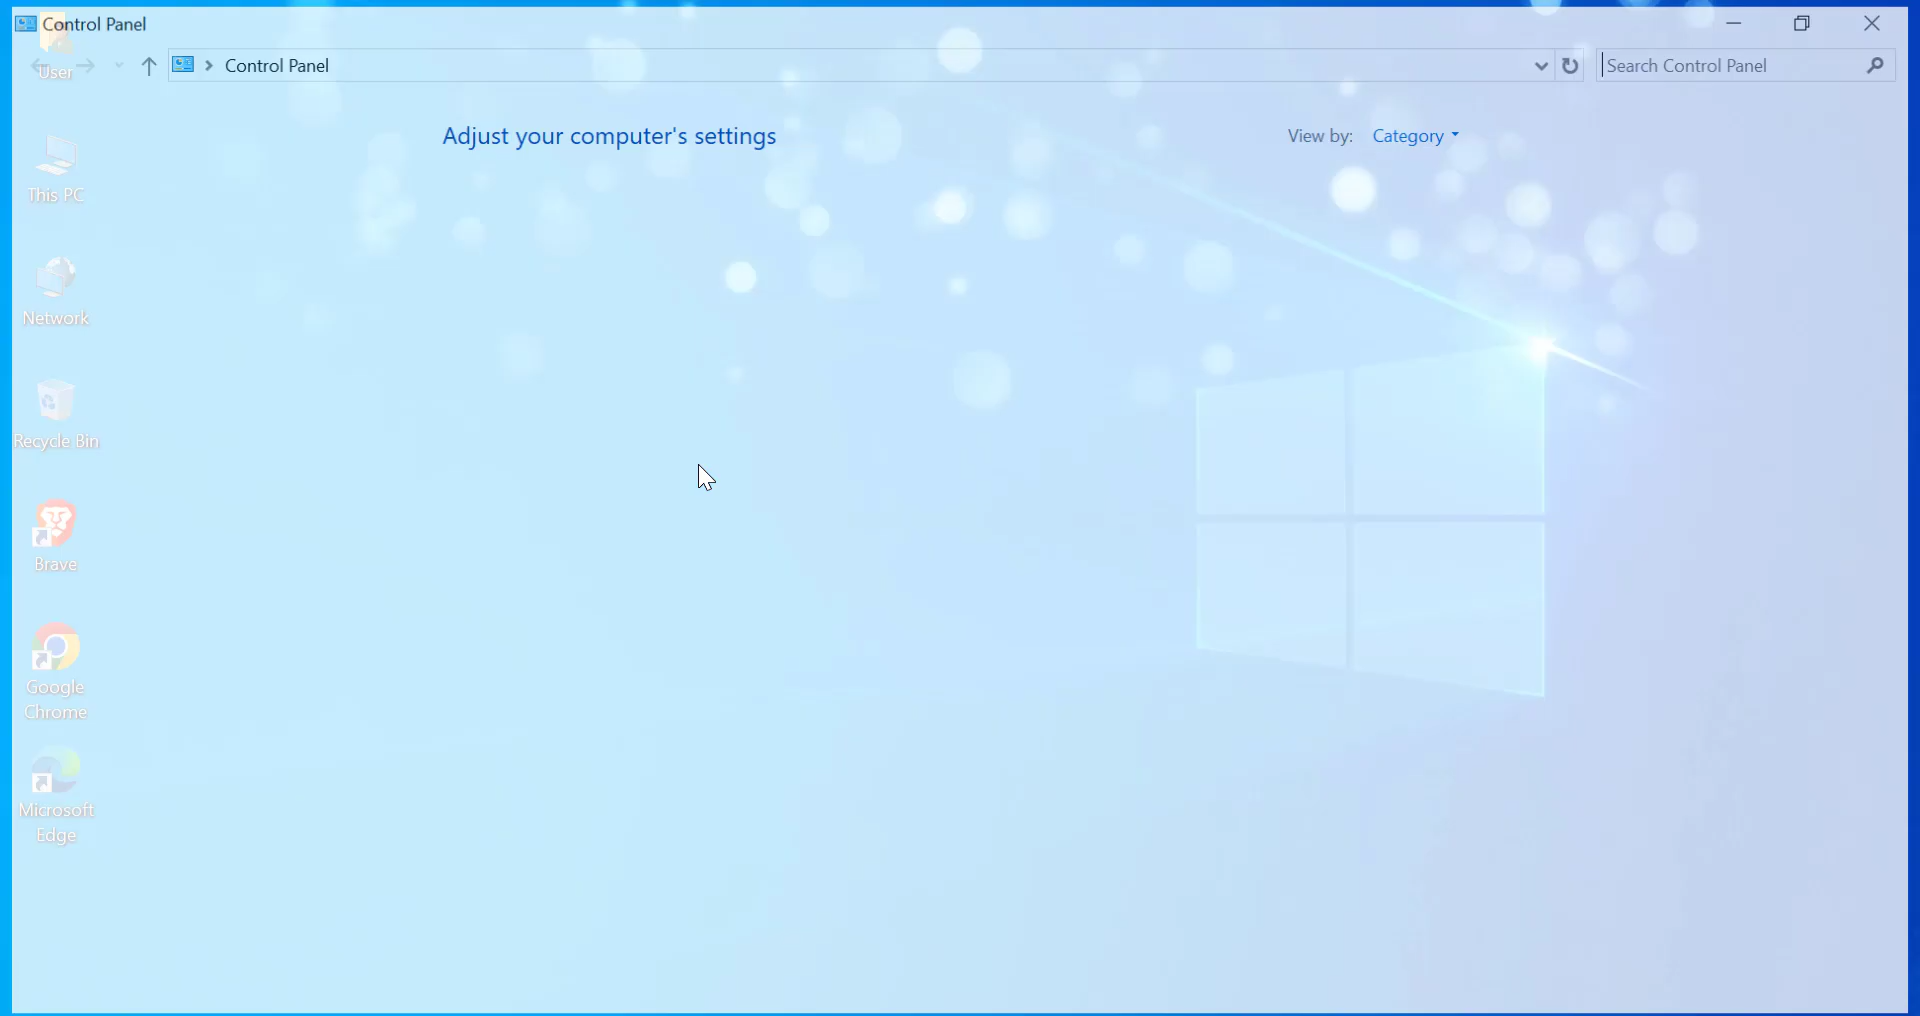 Control Panel
User
Control Panel
Search Control Panel
Adjust your computer's settings
View by: Category
This PC
Network
Recycle Bin
Brave
Google
Chrome
Microsoft
Edge